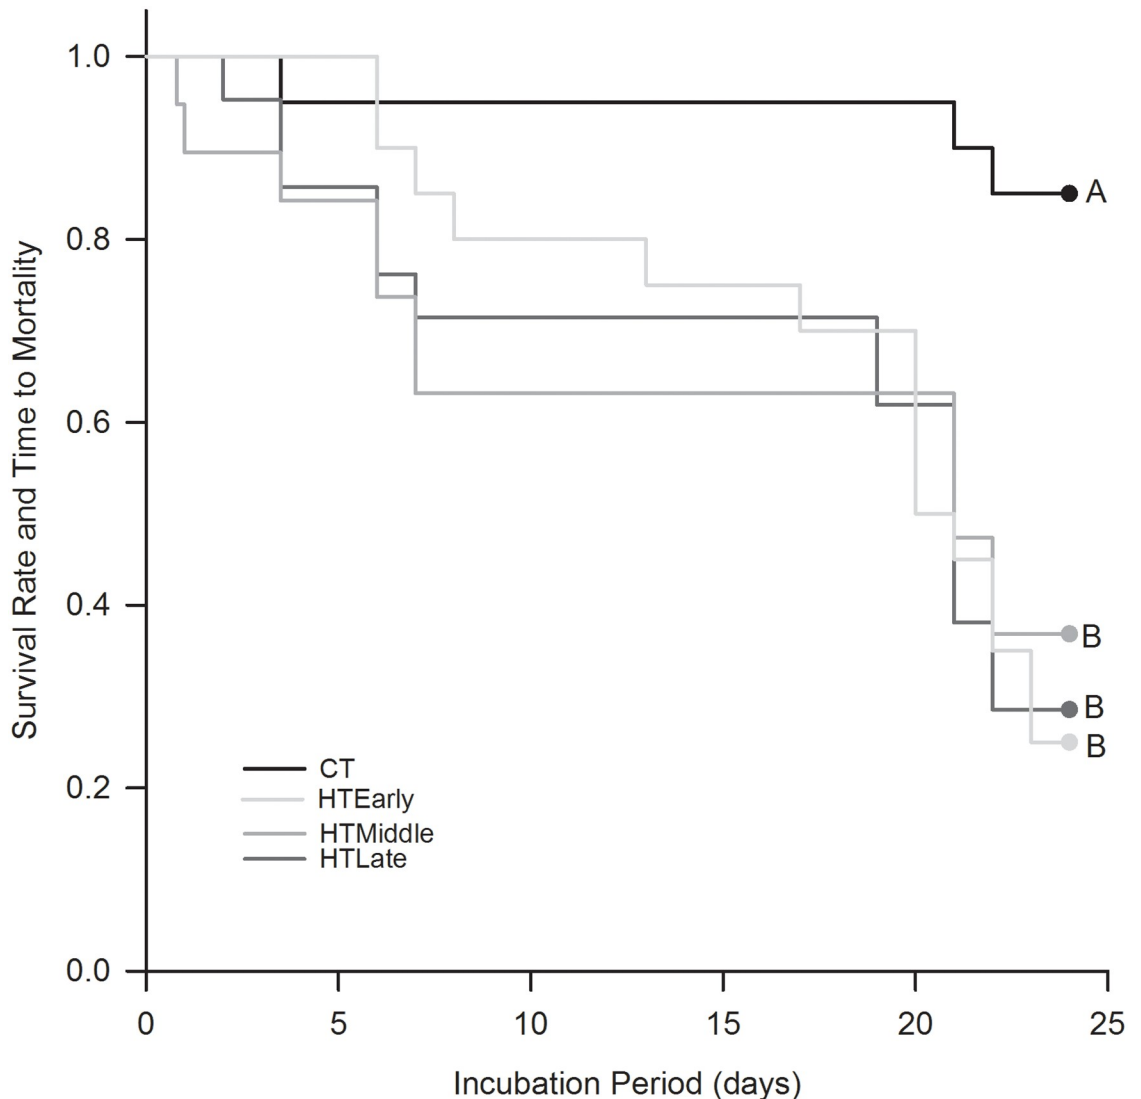 Survival Rate and Time to Mortality
1.0
0.8
0.6
0.4
0.2
0.0
A
B
B
B
CT
HTEarly
HTMiddle
HTLate
0 5 10 15 20 25
Incubation Period (days)